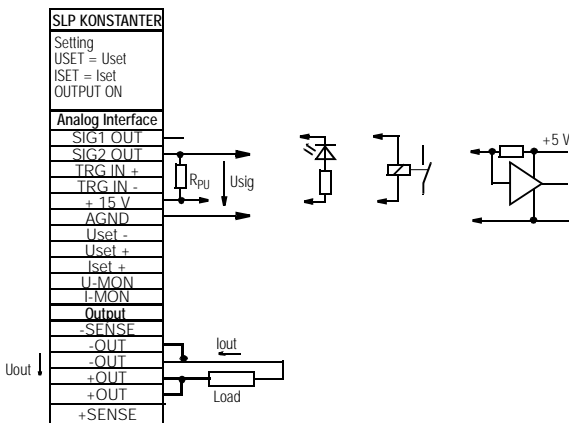 SLP KONSTANTER
Setting
USET = Uset
ISET = Iset
OUTPUT ON
Analog Interface
SIG1 OUT
SIG2 OUT
TRG IN +
TRG IN -
+ 15 V
AGND
Uset -
Uset +
Iset +
U-MON
I-MON
Output
-SENSE
-OUT
-OUT
+OUT
+OUT
+SENSE
RPU
Usig
+5 V
Uout
Iout
Load